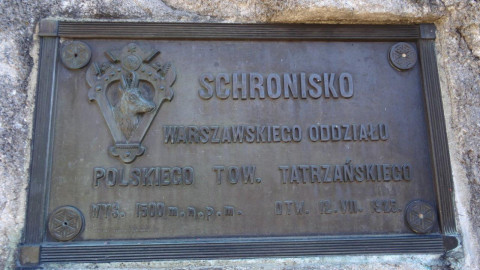 SCHRONISKO
WARSZAWSKIEGO ODDZIAŁU
POLSKIEGO TOW. TATRZAŃSKIEGO
WYS. 1500 m.n.p.m. OTW. 12.VII.